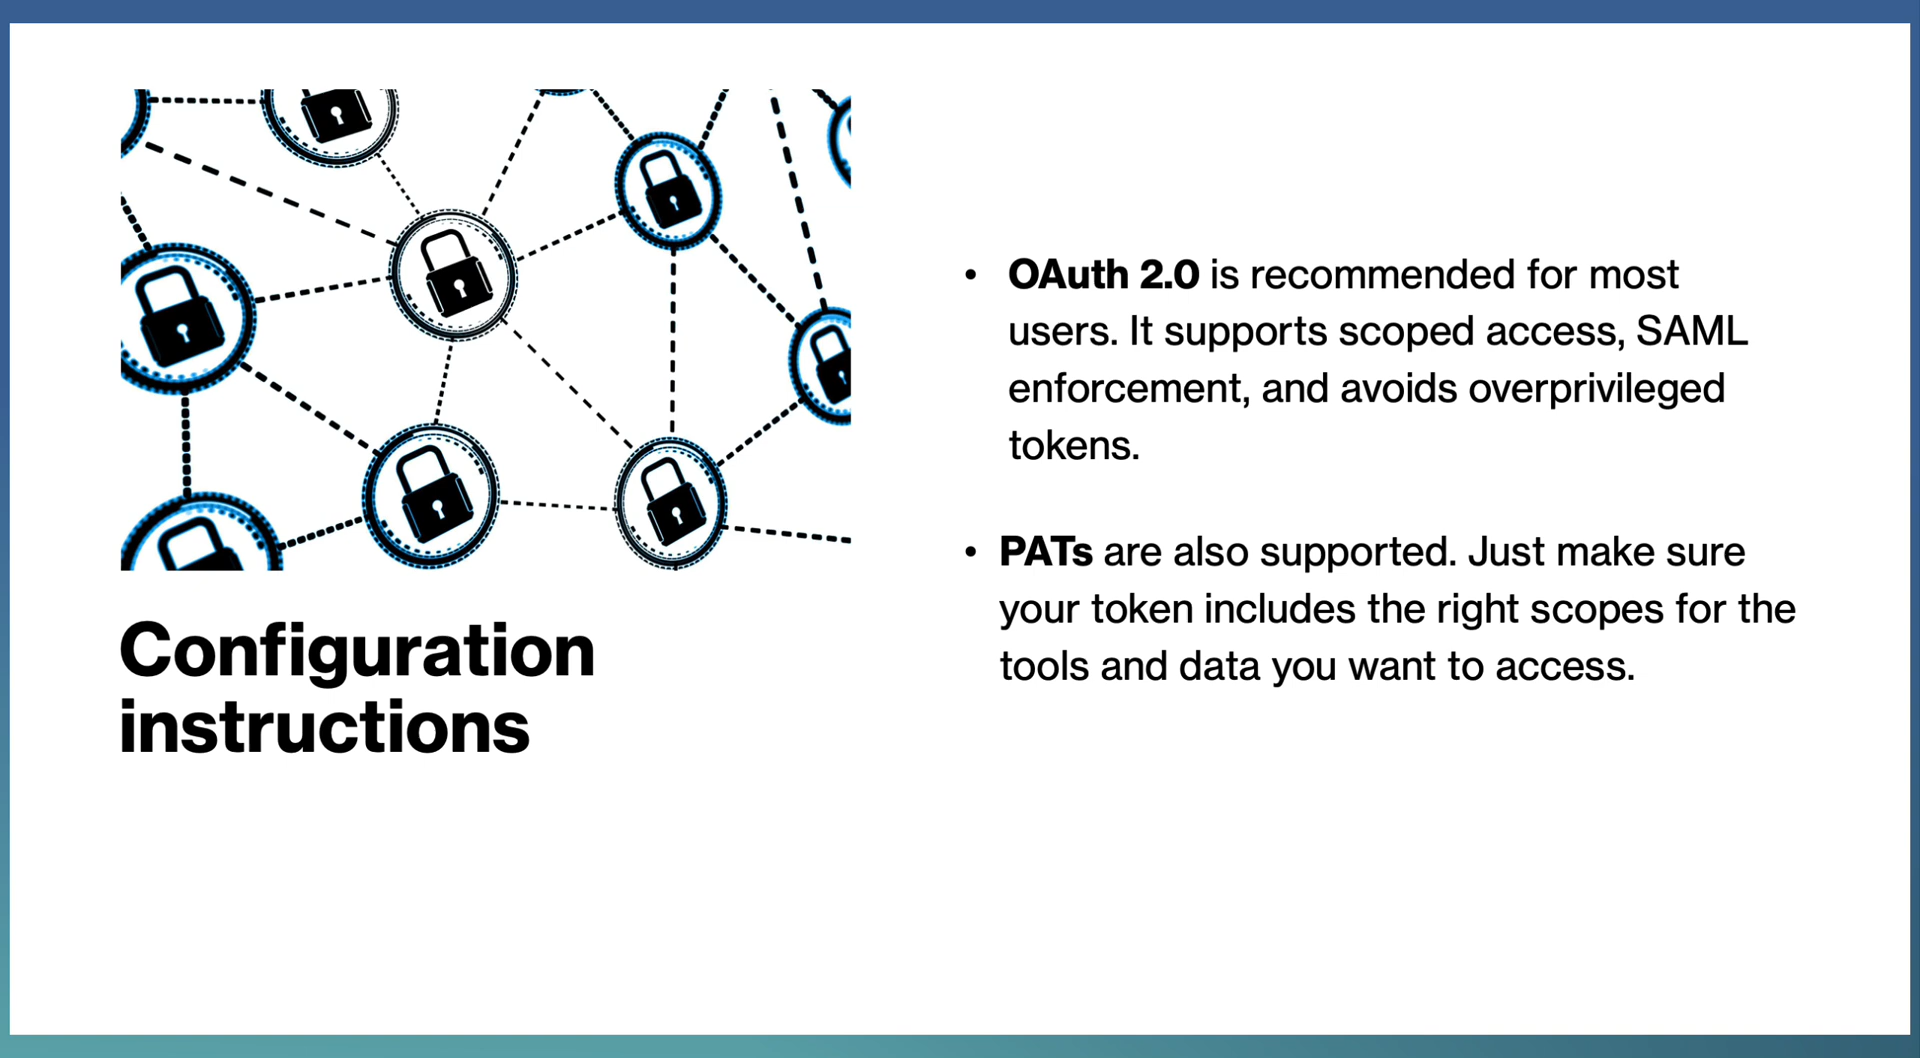 Configuration
instructions
• OAuth 2.0 is recommended for most
users. It supports scoped access, SAML
enforcement, and avoids overprivileged
tokens.
• PATs are also supported. Just make sure
your token includes the right scopes for the
tools and data you want to access.